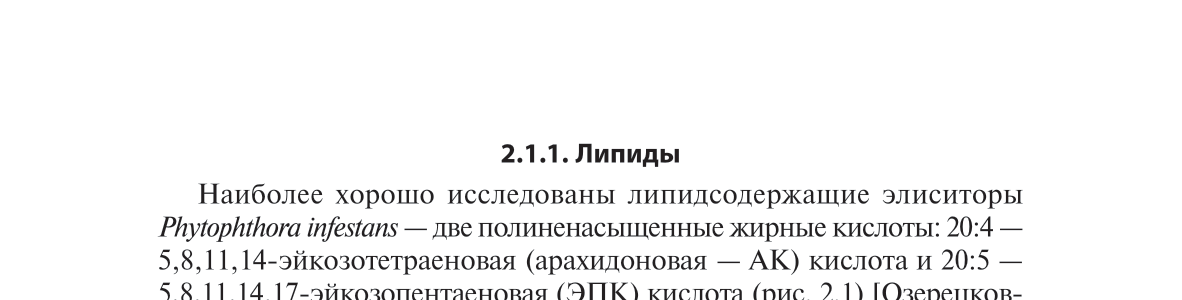 2.1.1. Липиды
Наиболее хорошо исследованы липидсодержащие элиситоры
Phytophthora infestans — две полиненасыщенные жирные кислоты: 20:4 —
5,8,11,14-эйкозотетраеновая (арахидоновая — АК) кислота и 20:5 —
5,8,11,14,17-эйкозопентаеновая (ЭПК) кислота (рис. 2.1) [Озерецков-